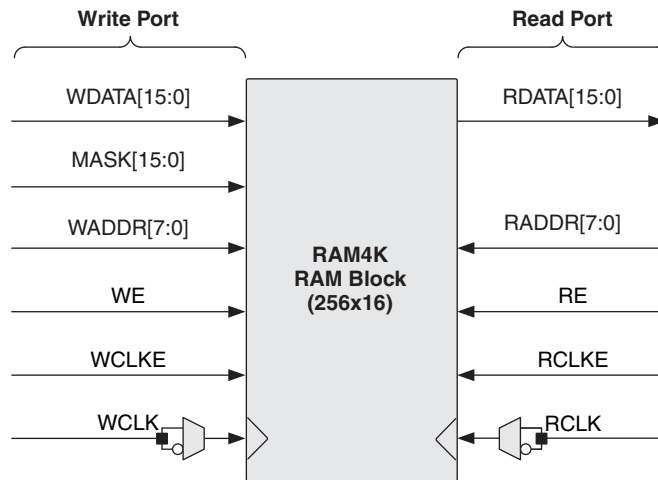 Write Port
Read Port
WDATA[15:0]
RDATA[15:0]
MASK[15:0]
WADDR[7:0]
RADDR[7:0]
RAM4K
RAM Block
(256x16)
WE
RE
WCLKE
RCLKE
WCLK
RCLK